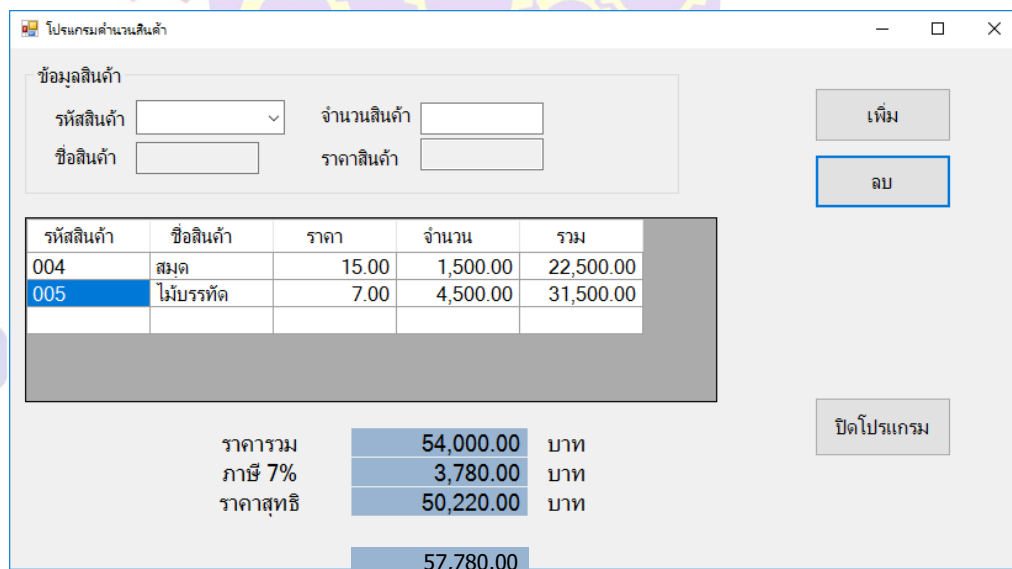 โปรแกรมคำนวนสินค้า
ข้อมูลสินค้า
รหัสสินค้า จำนวนสินค้า
ชื่อสินค้า ราคาสินค้า
เพิ่ม
ลบ
รหัสสินค้า ชื่อสินค้า ราคา จำนวน รวม
004 สมุด 15.00 1,500.00 22,500.00
005 ไม้บรรทัด 7.00 4,500.00 31,500.00
ปิดโปรแกรม
ราคารวม 54,000.00 บาท
ภาษี 7% 3,780.00 บาท
ราคาสุทธิ 50,220.00 บาท
57,780.00